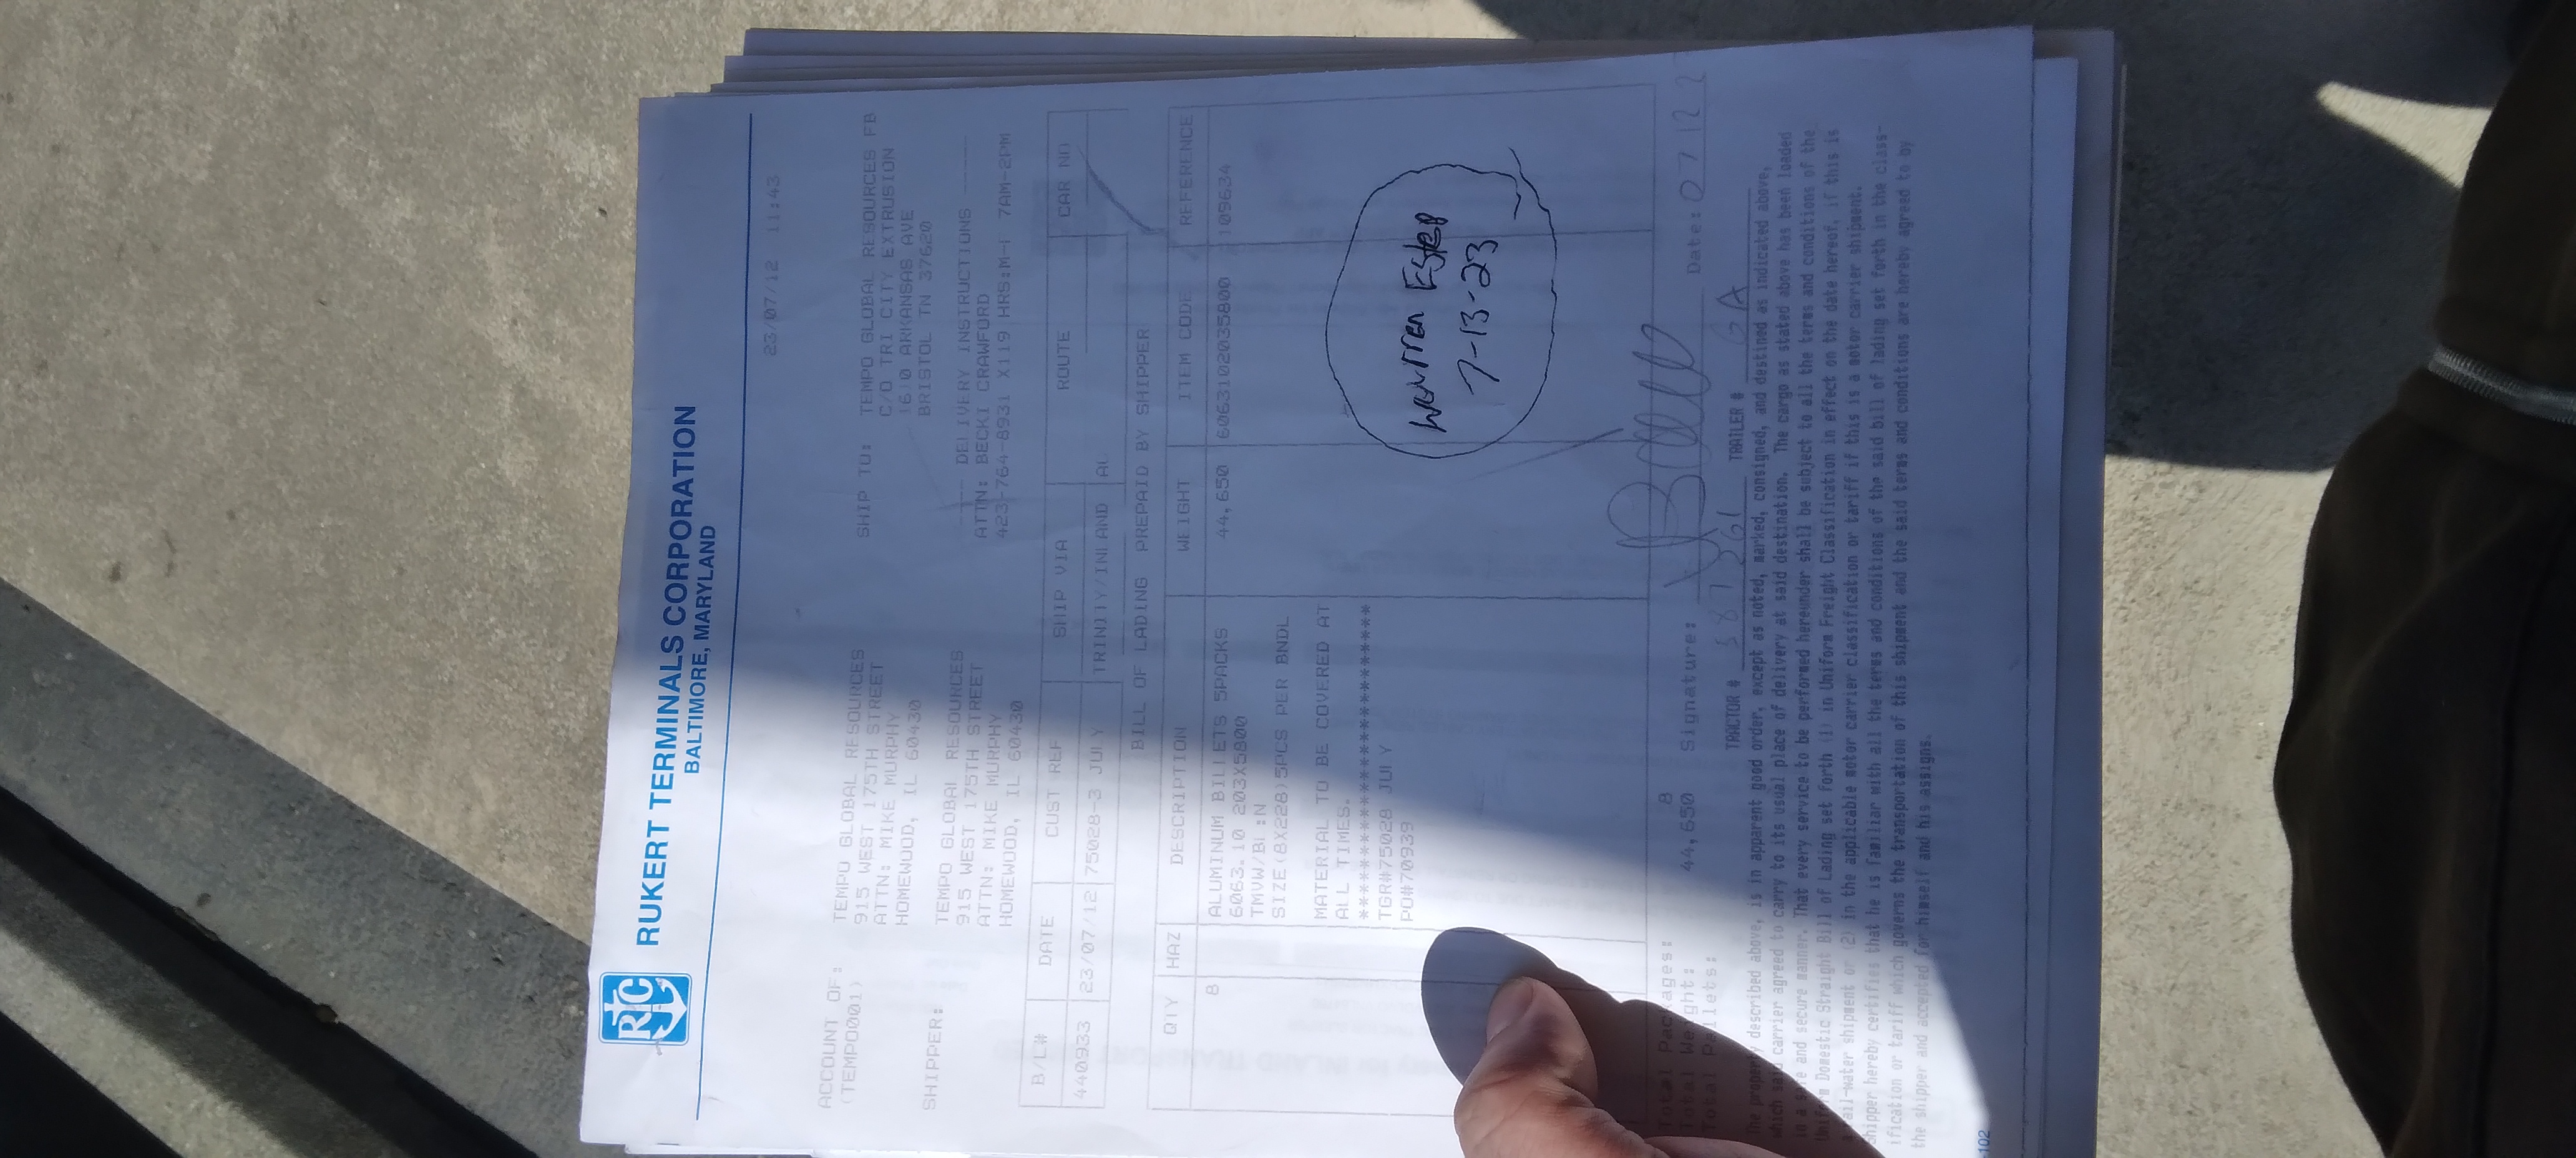 RTC
RUKERT TERMINALS CORPORATION
BALTIMORE, MARYLAND
23/07/12 11:43
ACCOUNT OF:
(TEMPO001)
TEMPO GLOBAL RESOURCES
915 WEST 175TH STREET
ATTN: MIKE MURPHY
HOMEWOOD, IL 60430
SHIP TO: TEMPO GLOBAL RESOURCES FB
C/O TRI CITY EXTRUSION
1610 ARKANSAS AVE
BRISTOL TN 37620
SHIPPER:
TEMPO GLOBAL RESOURCES
915 WEST 175TH STREET
ATTN: MIKE MURPHY
HOMEWOOD, IL 60430
----- DELIVERY INSTRUCTIONS -----
ATTN: BECKI CRAWFORD
423-764-8931 X119 HRS:M-F 7AM-2PM
B/L# DATE CUST REF SHIP VIA ROUTE CAR NO
440933 23/07/12 75028-3 JULY TRINITY/INLAND
BILL OF LADING PREPAID BY SHIPPER
QTY HAZ DESCRIPTION WEIGHT ITEM CODE REFERENCE
8 ALUMINUM BILLETS 5PACKS 44,650 6063102035800 109634
6063.10 203X5800
TMVW/BL:N
SIZE(8X228)5PCS PER BNDL
MATERIAL TO BE COVERED AT
ALL TIMES.
*************************
TGR#75028 JULY
PO#70939
Warren Estep
7-13-23
Total Packages: 8
Total Weight: 44,650
Total Pallets:
Signature:
Date: 07 12 2
TRACTOR # 587261 TRAILER # GA
The property described above, is in apparent good order, except as noted, marked, consigned, and destined as indicated above,
which said carrier agreed to carry to its usual place of delivery at said destination. The cargo as stated above has been loaded
in a safe and secure manner. That every service to be performed hereunder shall be subject to all the terms and conditions of the
Uniform Domestic Straight Bill of Lading set forth (1) in Uniform Freight Classification in effect on the date hereof, if this is
a rail-water shipment or (2) in the applicable motor carrier classification or tariff if this is a motor carrier shipment.
Shipper hereby certifies that he is familiar with all the terms and conditions of the said bill of lading set forth in the class-
ification or tariff which governs the transportation of this shipment and the said terms and conditions are hereby agreed to by
the shipper and accepted for himself and his assigns.
-102